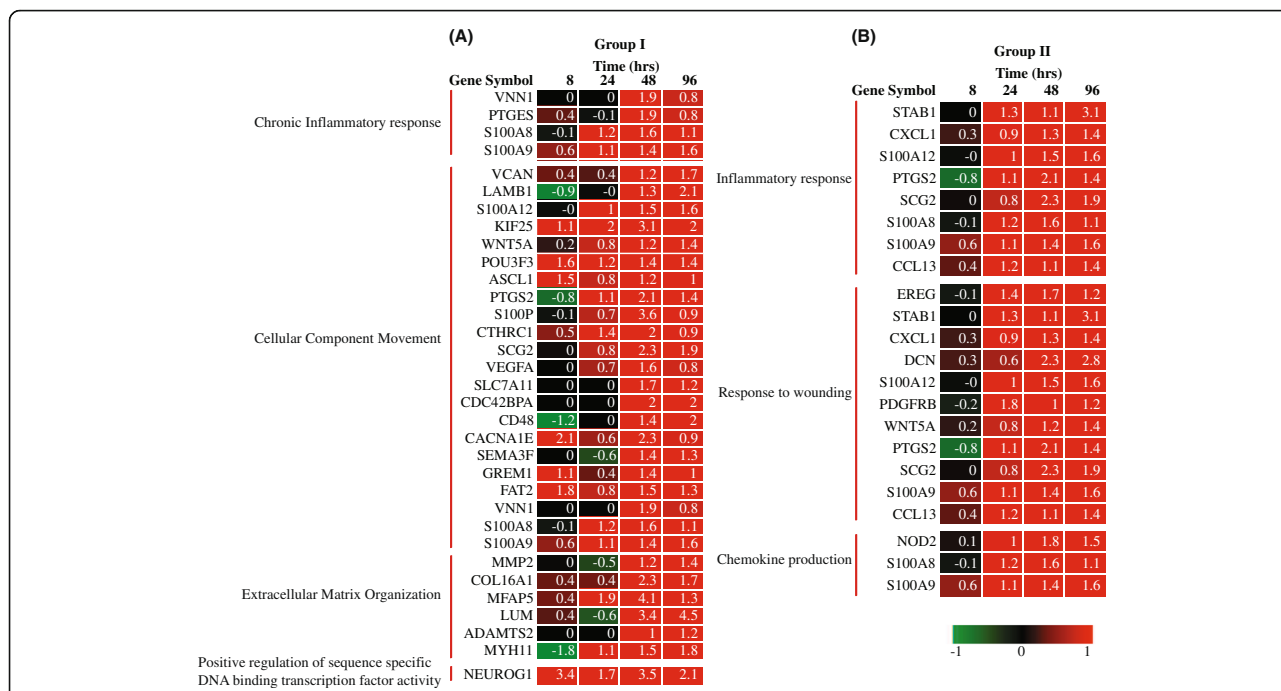 (A)
Group I
Time (hrs)
Gene Symbol 8 24 48 96
Chronic Inflammatory response
VNN1 0 0 1.9 0.8
PTGES 0.4 -0.1 1.9 0.8
S100A8 -0.1 1.2 1.6 1.1
S100A9 0.6 1.1 1.4 1.6
Cellular Component Movement
VCAN 0.4 0.4 1.2 1.7
LAMB1 -0.9 -0 1.3 2.1
S100A12 -0 1 1.5 1.6
KIF25 1.1 2 3.1 2
WNT5A 0.2 0.8 1.2 1.4
POU3F3 1.6 1.2 1.4 1.4
ASCL1 1.5 0.8 1.2 1
PTGS2 -0.8 1.1 2.1 1.4
S100P -0.1 0.7 3.6 0.9
CTHRC1 0.5 1.4 2 0.9
SCG2 0 0.8 2.3 1.9
VEGFA 0 0.7 1.6 0.8
SLC7A11 0 0 1.7 1.2
CDC42BPA 0 0 2 2
CD48 -1.2 0 1.4 2
CACNA1E 2.1 0.6 2.3 0.9
SEMA3F 0 -0.6 1.4 1.3
GREM1 1.1 0.4 1.4 1
FAT2 1.8 0.8 1.5 1.3
VNN1 0 0 1.9 0.8
S100A8 -0.1 1.2 1.6 1.1
S100A9 0.6 1.1 1.4 1.6
Extracellular Matrix Organization
MMP2 0 -0.5 1.2 1.4
COL16A1 0.4 0.4 2.3 1.7
MFAP5 0.4 1.9 4.1 1.3
LUM 0.4 -0.6 3.4 4.5
ADAMTS2 0 0 1 1.2
MYH11 -1.8 1.1 1.5 1.8
Positive regulation of sequence specific
DNA binding transcription factor activity
NEUROG1 3.4 1.7 3.5 2.1
(B)
Group II
Time (hrs)
Gene Symbol 8 24 48 96
Inflammatory response
STAB1 0 1.3 1.1 3.1
CXCL1 0.3 0.9 1.3 1.4
S100A12 -0 1 1.5 1.6
PTGS2 -0.8 1.1 2.1 1.4
SCG2 0 0.8 2.3 1.9
S100A8 -0.1 1.2 1.6 1.1
S100A9 0.6 1.1 1.4 1.6
CCL13 0.4 1.2 1.1 1.4
Response to wounding
EREG -0.1 1.4 1.7 1.2
STAB1 0 1.3 1.1 3.1
CXCL1 0.3 0.9 1.3 1.4
DCN 0.3 0.6 2.3 2.8
S100A12 -0 1 1.5 1.6
PDGFRB -0.2 1.8 1 1.2
WNT5A 0.2 0.8 1.2 1.4
PTGS2 -0.8 1.1 2.1 1.4
SCG2 0 0.8 2.3 1.9
S100A9 0.6 1.1 1.4 1.6
CCL13 0.4 1.2 1.1 1.4
Chemokine production
NOD2 0.1 1 1.8 1.5
S100A8 -0.1 1.2 1.6 1.1
S100A9 0.6 1.1 1.4 1.6
-1 0 1